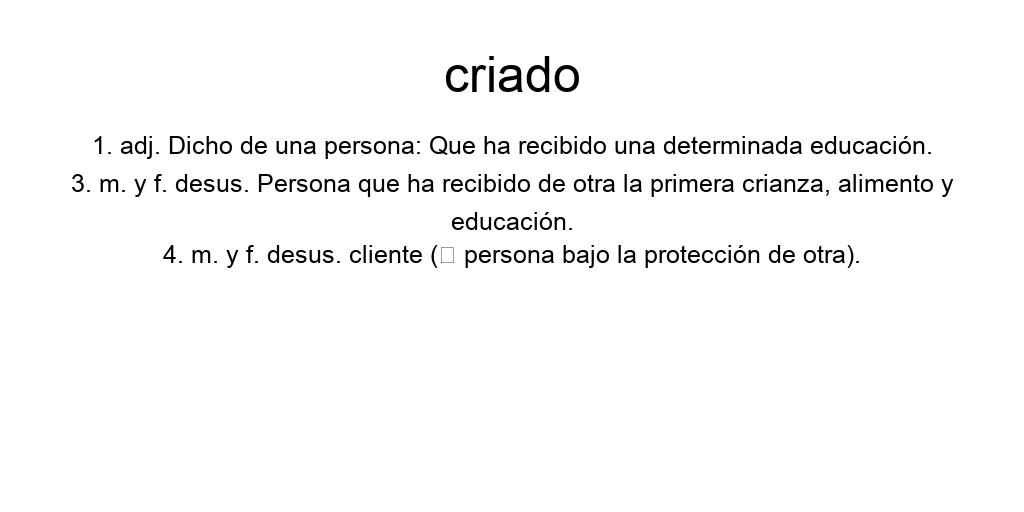 criado
1. adj. Dicho de una persona: Que ha recibido una determinada educación.
3. m. y f. desus. Persona que ha recibido de otra la primera crianza, alimento y
educación.
4. m. y f. desus. cliente (□ persona bajo la protección de otra).